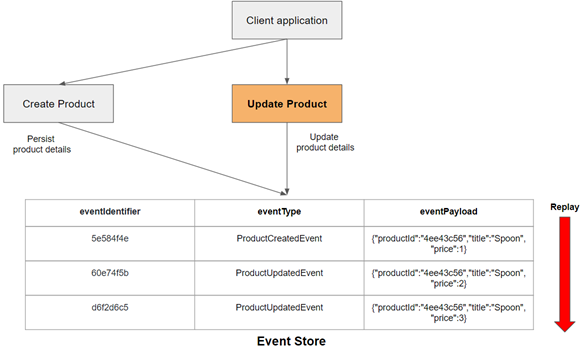 Client application
Create Product
Update Product
Persist
product details
Update
product details
Replay
eventIdentifier eventType eventPayload
5e584f4e ProductCreatedEvent {"productId":"4ee43c56","title":"Spoon",
"price":1}
60e74f5b ProductUpdatedEvent {"productId":"4ee43c56","title":"Spoon",
"price":2}
d6f2d6c5 ProductUpdatedEvent {"productId":"4ee43c56","title":"Spoon",
"price":3}
Event Store